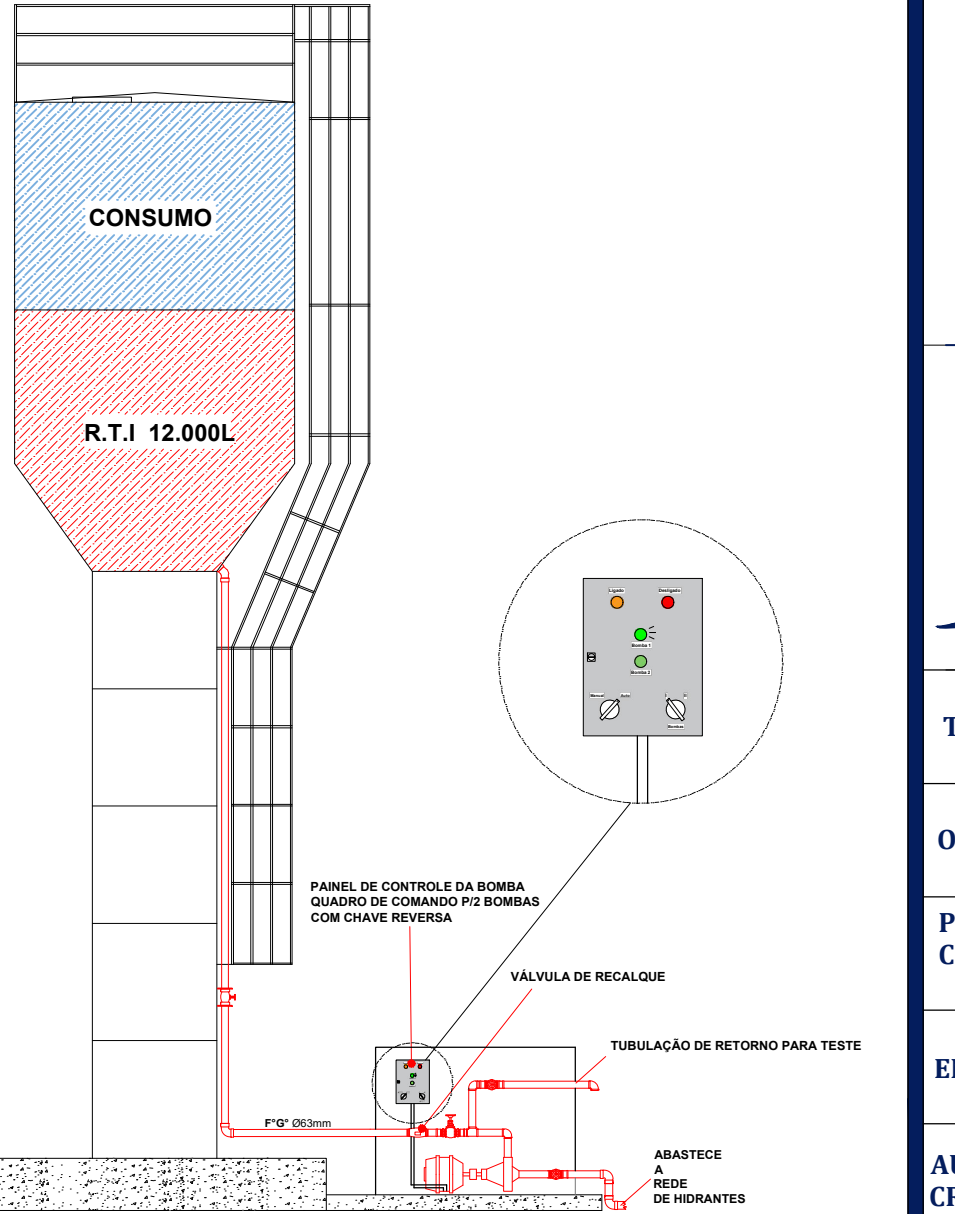 CONSUMO
R.T.I 12.000L
Ligado
Desligado
Bomba 1
Bomba 2
Manual
Auto
I
II
Bombas
PAINEL DE CONTROLE DA BOMBA
QUADRO DE COMANDO P/2 BOMBAS
COM CHAVE REVERSA
VÁLVULA DE RECALQUE
TUBULAÇÃO DE RETORNO PARA TESTE
F°G° Ø63mm
ABASTECE
A
REDE
DE HIDRANTES
T
O
P
C